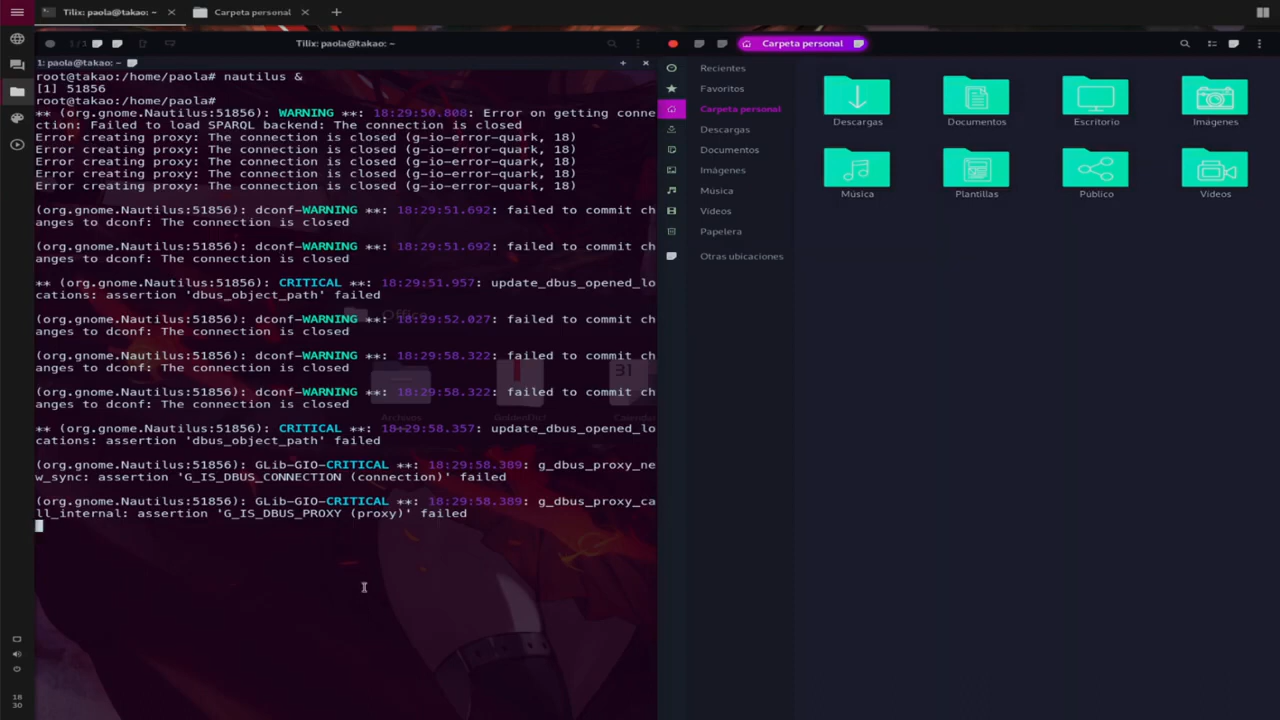 Tilix: paola@takao: ~
Carpeta personal
1/1
Tilix: paola@takao: ~
Carpeta personal
1: paola@takao: ~
root@takao:/home/paola# nautilus &
[1] 51856
root@takao:/home/paola#
** (org.gnome.Nautilus:51856): WARNING **: 18:29:50.808: Error on getting conne
ction: Failed to load SPARQL backend: The connection is closed
Error creating proxy: The connection is closed (g-io-error-quark, 18)
Error creating proxy: The connection is closed (g-io-error-quark, 18)
Error creating proxy: The connection is closed (g-io-error-quark, 18)
Error creating proxy: The connection is closed (g-io-error-quark, 18)
Error creating proxy: The connection is closed (g-io-error-quark, 18)
(org.gnome.Nautilus:51856): dconf-WARNING **: 18:29:51.692: failed to commit ch
anges to dconf: The connection is closed
(org.gnome.Nautilus:51856): dconf-WARNING **: 18:29:51.692: failed to commit ch
anges to dconf: The connection is closed
** (org.gnome.Nautilus:51856): CRITICAL **: 18:29:51.957: update_dbus_opened_lo
cations: assertion 'dbus_object_path' failed
(org.gnome.Nautilus:51856): dconf-WARNING **: 18:29:52.027: failed to commit ch
anges to dconf: The connection is closed
(org.gnome.Nautilus:51856): dconf-WARNING **: 18:29:58.322: failed to commit ch
anges to dconf: The connection is closed
(org.gnome.Nautilus:51856): dconf-WARNING **: 18:29:58.322: failed to commit ch
anges to dconf: The connection is closed
** (org.gnome.Nautilus:51856): CRITICAL **: 18:29:58.357: update_dbus_opened_lo
cations: assertion 'dbus_object_path' failed
(org.gnome.Nautilus:51856): GLib-GIO-CRITICAL **: 18:29:58.389: g_dbus_proxy_ne
w_sync: assertion 'G_IS_DBUS_CONNECTION (connection)' failed
(org.gnome.Nautilus:51856): GLib-GIO-CRITICAL **: 18:29:58.389: g_dbus_proxy_ca
ll_internal: assertion 'G_IS_DBUS_PROXY (proxy)' failed
Office
31
Archivos
GoldenDict
18
30
Recientes
Favoritos
Carpeta personal
Descargas
Documentos
Imágenes
Música
Vídeos
Papelera
Otras ubicaciones
Descargas
Documentos
Escritorio
Imágenes
Música
Plantillas
Público
Vídeos